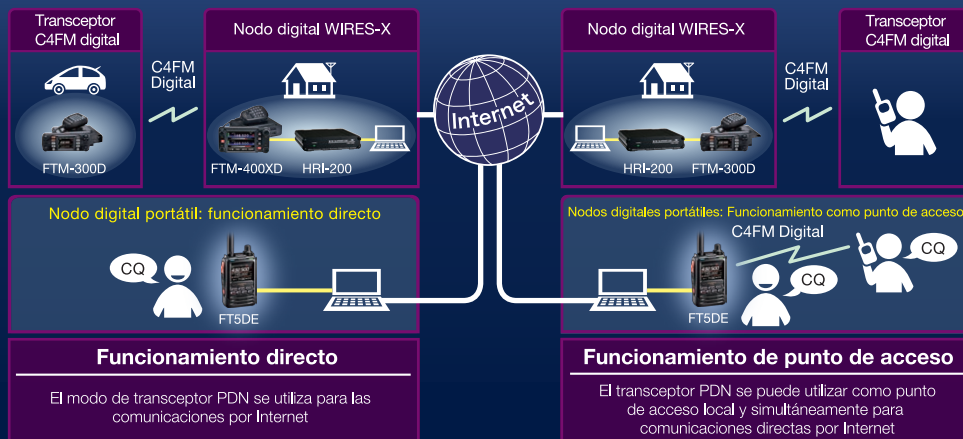 Transceptor
C4FM digital
Nodo digital WIRES-X
C4FM
Digital
FTM-300D
FTM-400XD
HRI-200
Internet
Nodo digital WIRES-X
Transceptor
C4FM digital
C4FM
Digital
HRI-200
FTM-300D
Nodo digital portátil: funcionamiento directo
CQ
FT5DE
Nodos digitales portátiles: Funcionamiento como punto de acceso
C4FM Digital
CQ
CQ
FT5DE
Funcionamiento directo
El modo de transceptor PDN se utiliza para las
comunicaciones por Internet
Funcionamiento de punto de acceso
El transceptor PDN se puede utilizar como punto
de acceso local y simultáneamente para
comunicaciones directas por Internet